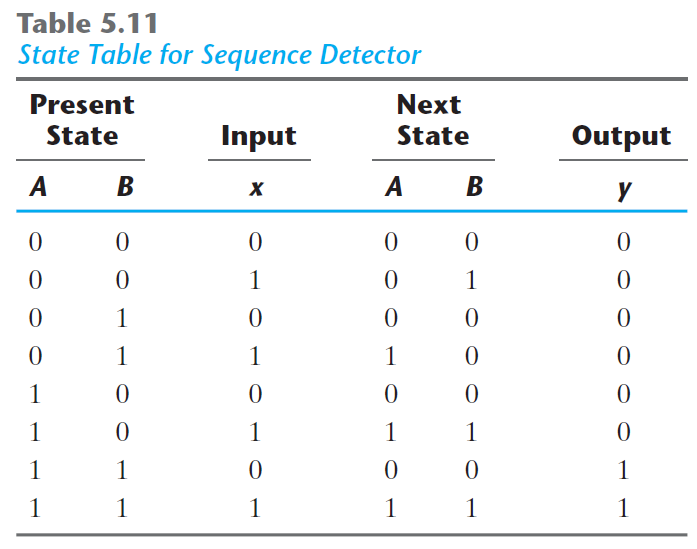 Table 5.11
State Table for Sequence Detector
Present State Input Next State Output
A B x A B y
0 0 0 0 0 0
0 0 1 0 1 0
0 1 0 0 0 0
0 1 1 1 0 0
1 0 0 0 0 0
1 0 1 1 1 0
1 1 0 0 0 1
1 1 1 1 1 1